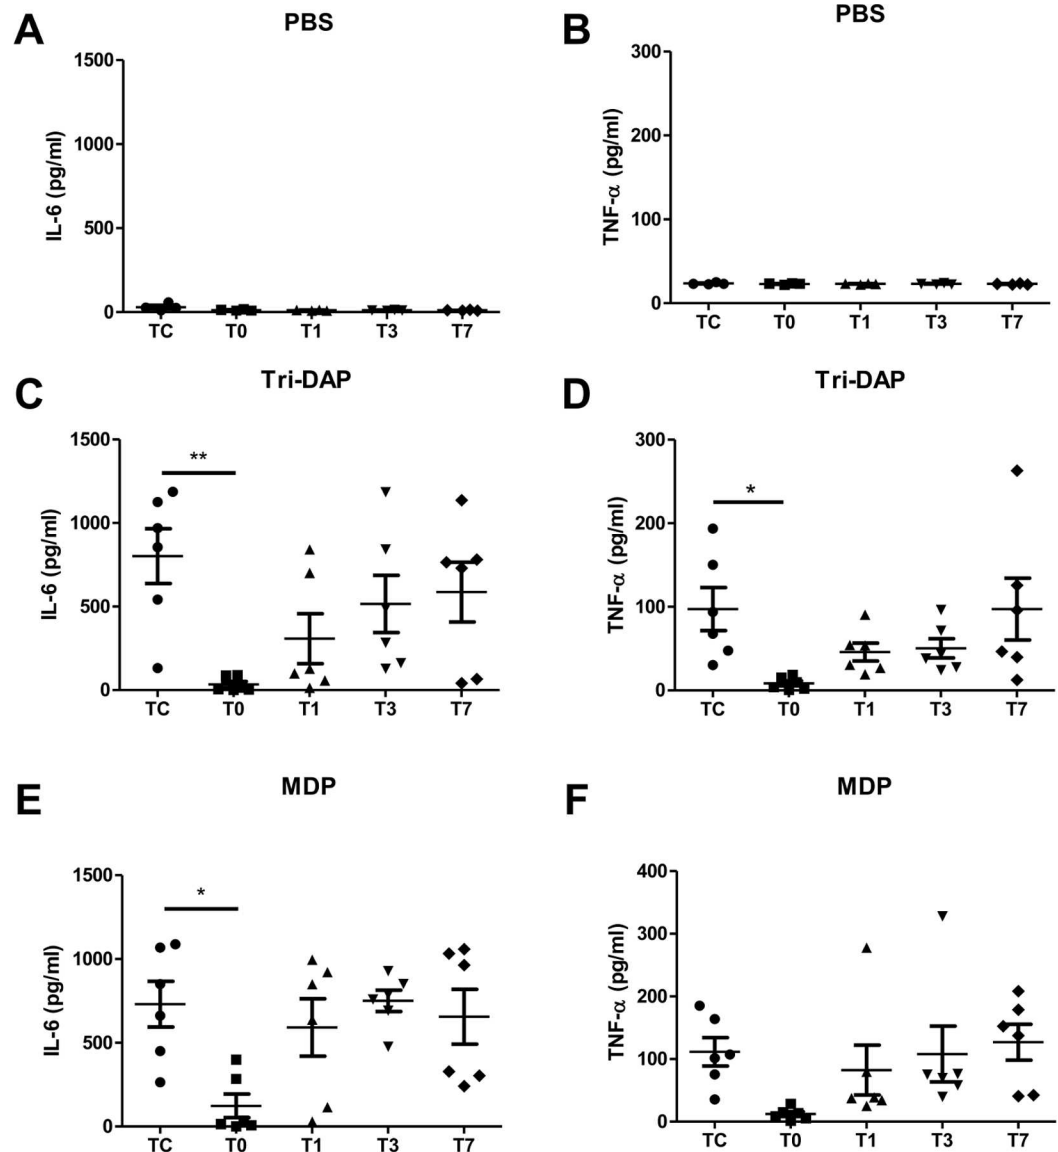 A
PBS
1500
1000
500
0
IL-6 (pg/ml)
TC T0 T1 T3 T7
B
PBS
300
200
100
0
TNF-α (pg/ml)
TC T0 T1 T3 T7
C
Tri-DAP
1500
1000
500
0
IL-6 (pg/ml)
**
TC T0 T1 T3 T7
D
Tri-DAP
300
200
100
0
TNF-α (pg/ml)
*
TC T0 T1 T3 T7
E
MDP
1500
1000
500
0
IL-6 (pg/ml)
*
TC T0 T1 T3 T7
F
MDP
400
300
200
100
0
TNF-α (pg/ml)
TC T0 T1 T3 T7